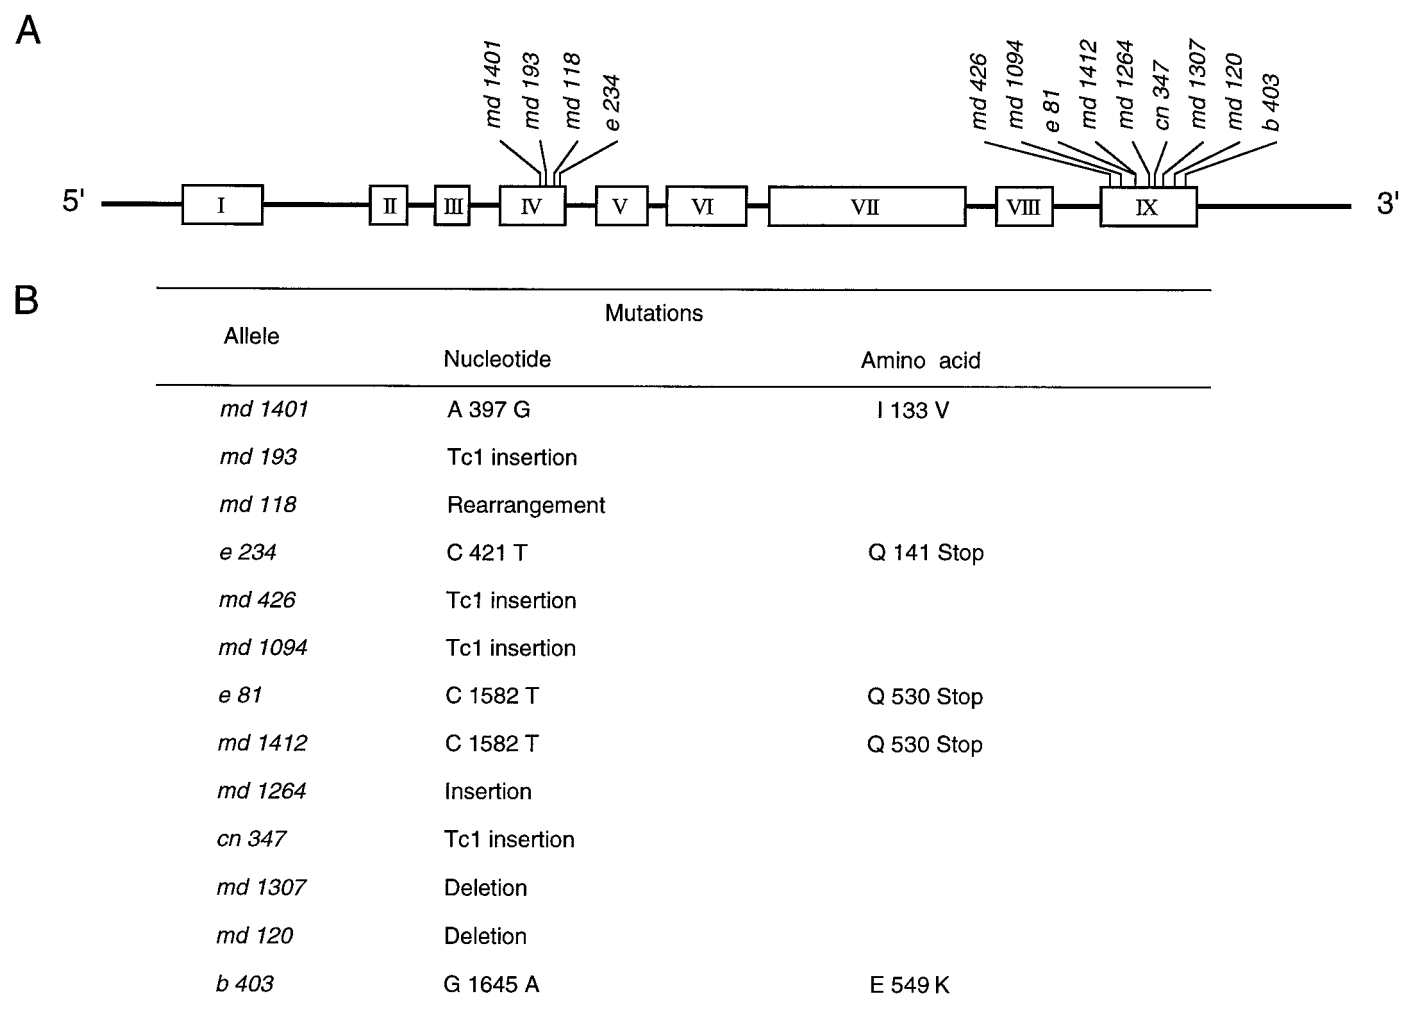 A
md 1401 md 193 md 118 e 234 md 426 md 1094 e 81 md 1412 md 1264 cn 347 md 1307 md 120 b 403
5' I II III IV V VI VII VIII IX 3'
B
Mutations
Allele
Nucleotide Amino acid
md 1401 A 397 G I 133 V
md 193 Tc1 insertion
md 118 Rearrangement
e 234 C 421 T Q 141 Stop
md 426 Tc1 insertion
md 1094 Tc1 insertion
e 81 C 1582 T Q 530 Stop
md 1412 C 1582 T Q 530 Stop
md 1264 Insertion
cn 347 Tc1 insertion
md 1307 Deletion
md 120 Deletion
b 403 G 1645 A E 549 K